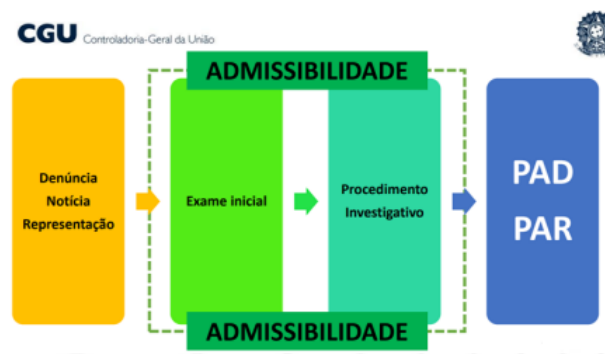 CGU Controladoria-Geral da União
ADMISSIBILIDADE
Denúncia
Notícia
Representação
Exame inicial
Procedimento
Investigativo
PAD
PAR
ADMISSIBILIDADE